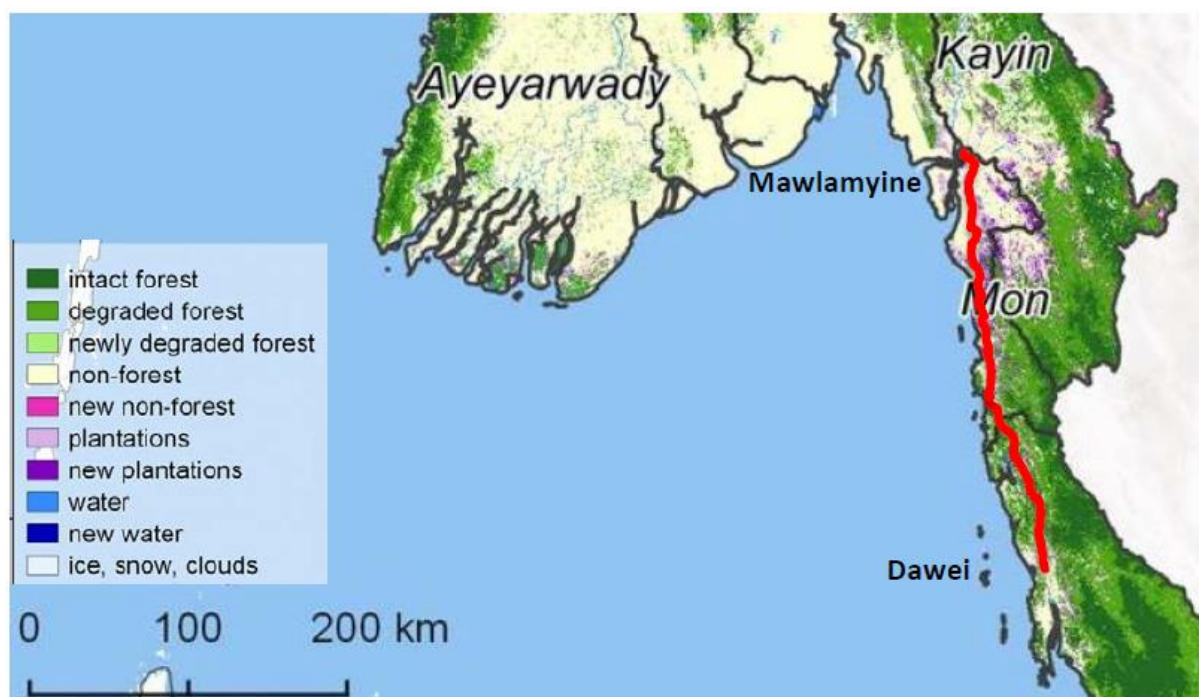 Ayeyarwady
Kayin
Mawlamyine
Mon
Dawei
intact forest
degraded forest
newly degraded forest
non-forest
new non-forest
plantations
new plantations
water
new water
ice, snow, clouds
0 100 200 km